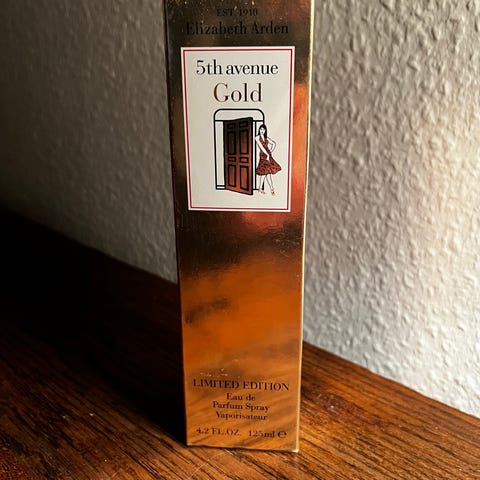 EST. 1910
Elizabeth Arden
5th avenue
Gold
LIMITED EDITION
Eau de
Parfum Spray
Vaporisateur
4.2 FL.OZ. 125ml ℮